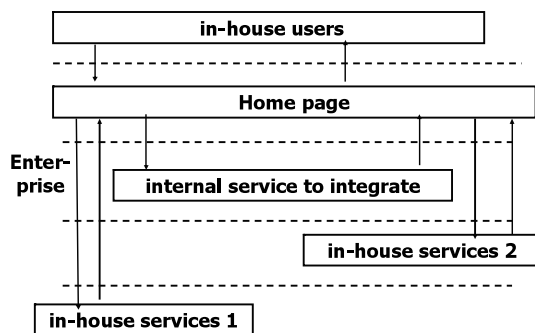 in-house users
Home page
Enter-
prise
internal service to integrate
in-house services 2
in-house services 1